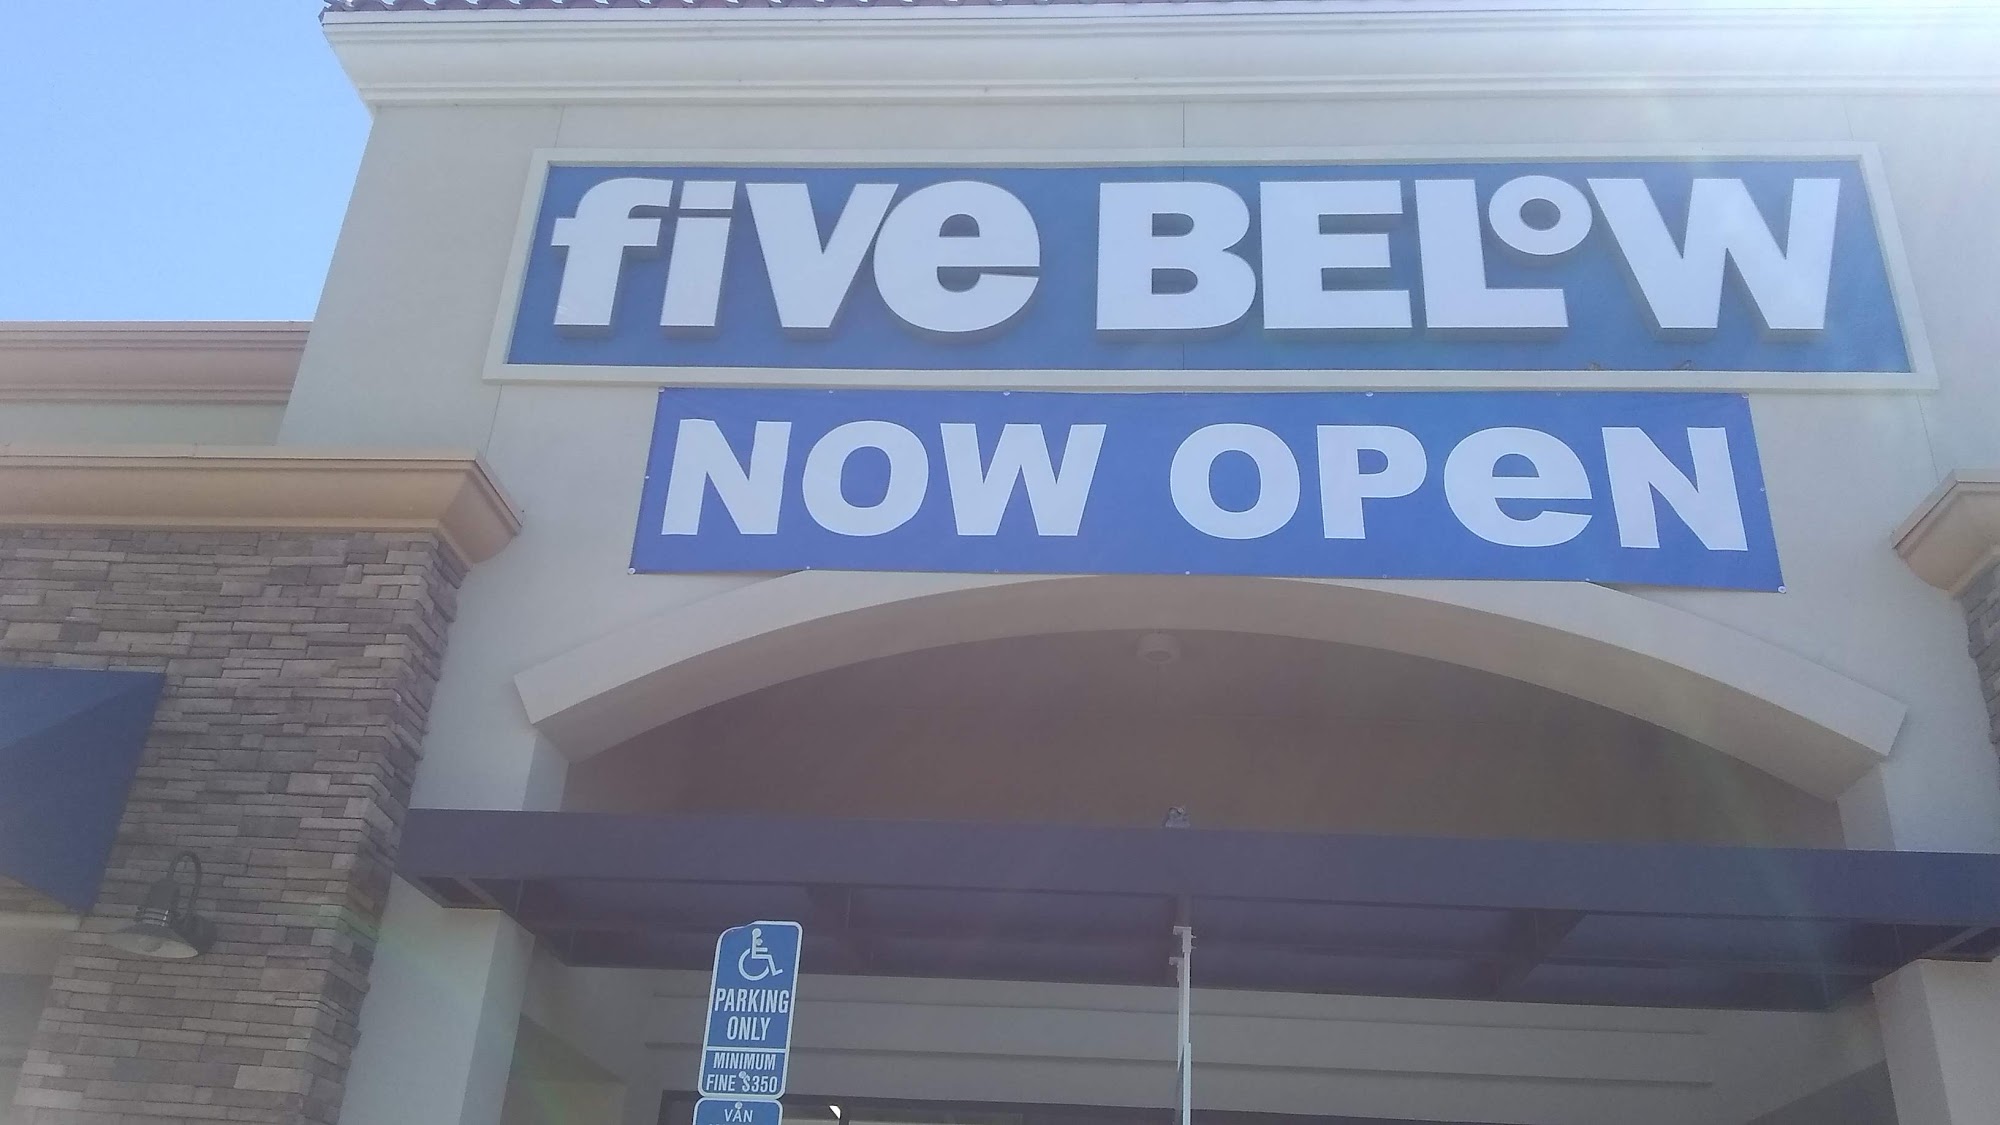 five BELOW
NOW OPeN
PARKING
ONLY
MINIMUM
FINE $350
VAN